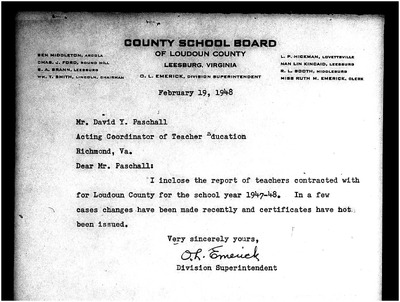 COUNTY SCHOOL BOARD
OF LOUDOUN COUNTY
LEESBURG, VIRGINIA
O. L. EMERICK, DIVISION SUPERINTENDENT
BEN MIDDLETON, ARCOLA
CHAS. J. FORD, ROUND HILL
E. A. BRANN, LEESBURG
WM. T. SMITH, LINCOLN, CHAIRMAN
L. P. HICKMAN, LOVETTSVILLE
NAN LIN KINCAID, LEESBURG
R. L. BOOTH, MIDDLEBURG
MISS RUTH M. EMERICK, CLERK
February 19, 1948
Mr. David Y. Paschall
Acting Coordinator of Teacher Education
Richmond, Va.
Dear Mr. Paschall:
I inclose the report of teachers contracted with
for Loudoun County for the school year 1947-48. In a few
cases changes have been made recently and certificates have hot
been issued.
Very sincerely yours,
O.L. Emerick
Division Superintendent